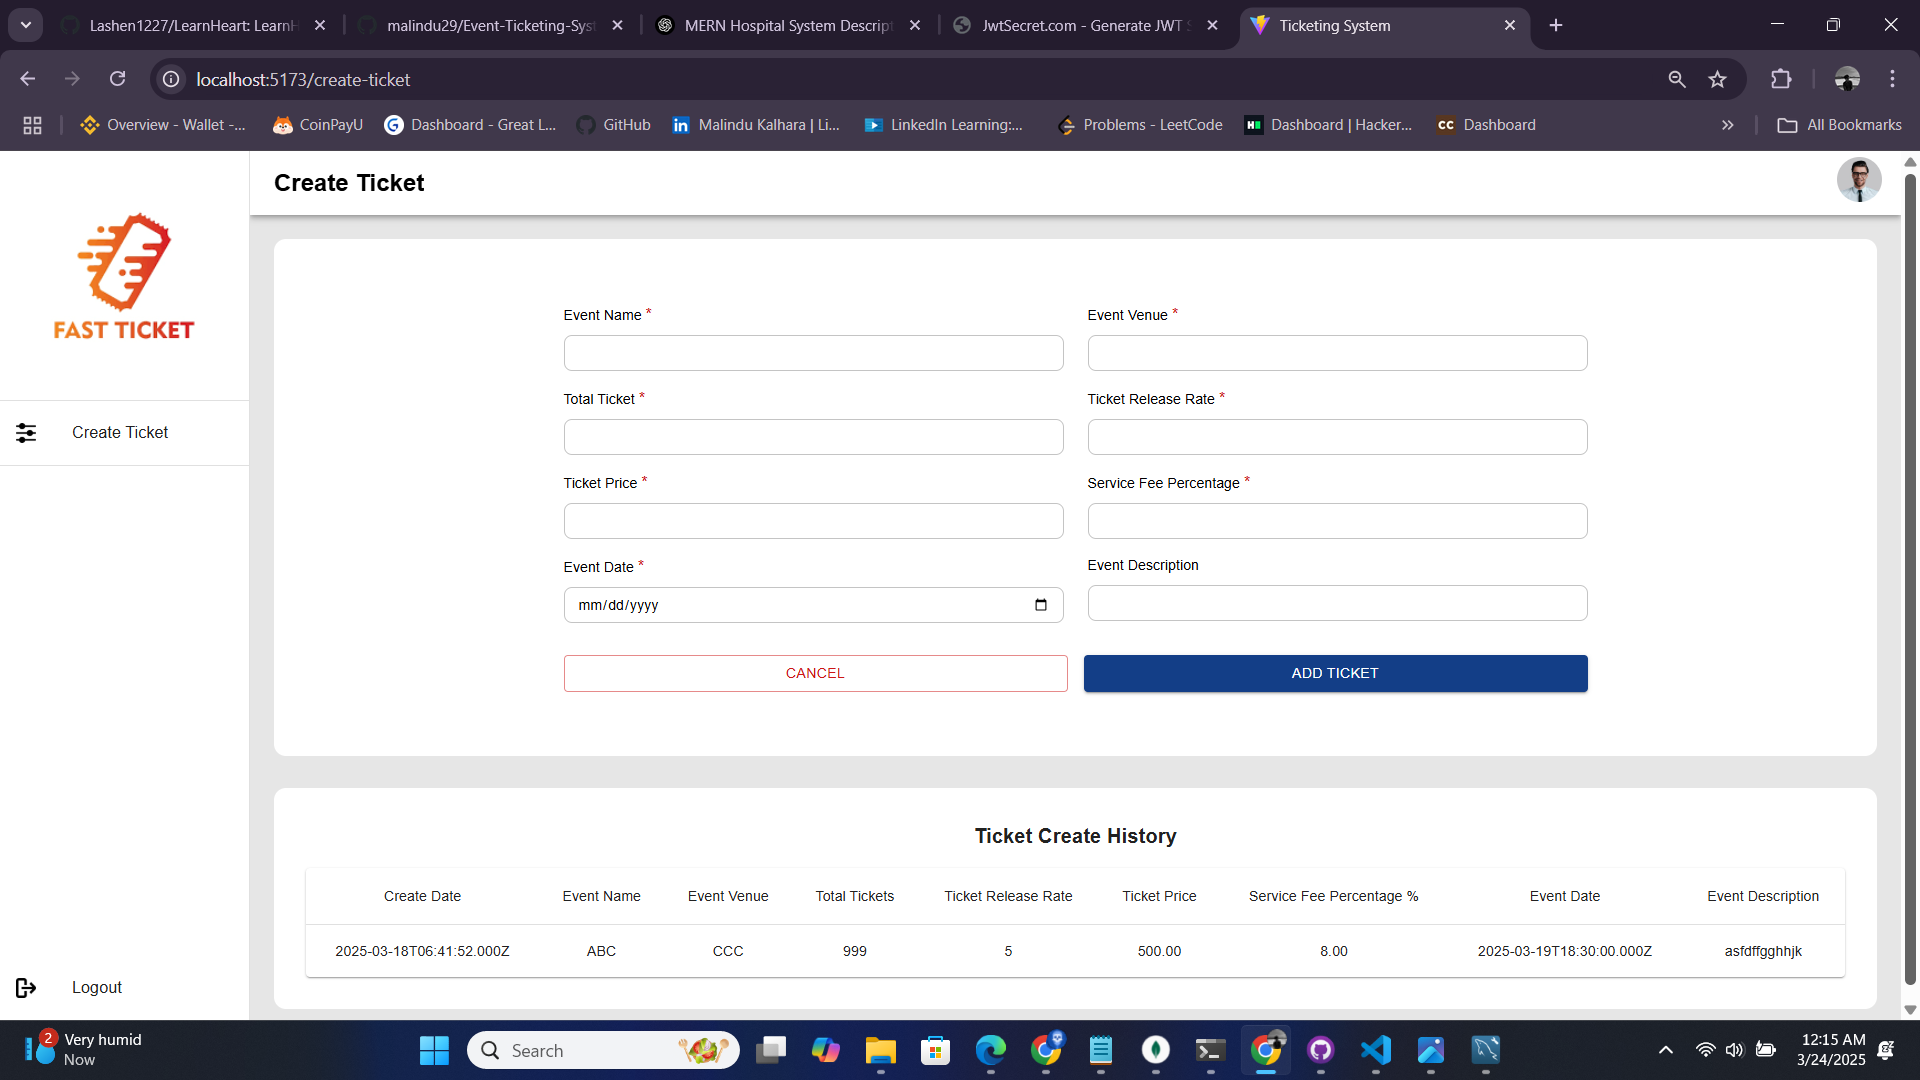 Lashen1227/LearnHeart: LearnH
malindu29/Event-Ticketing-Syst
MERN Hospital System Descript
JwtSecret.com - Generate JWT S
Ticketing System
localhost:5173/create-ticket
Overview - Wallet -...
CoinPayU
Dashboard - Great L...
GitHub
Malindu Kalhara | Li...
LinkedIn Learning:...
Problems - LeetCode
Dashboard | Hacker...
CC Dashboard
All Bookmarks
FAST TICKET
Create Ticket
Logout
Create Ticket
Event Name *
Event Venue *
Total Ticket *
Ticket Release Rate *
Ticket Price *
Service Fee Percentage *
Event Date *
Event Description
mm/dd/yyyy
CANCEL
ADD TICKET
Ticket Create History
Create Date Event Name Event Venue Total Tickets Ticket Release Rate Ticket Price Service Fee Percentage % Event Date Event Description
2025-03-18T06:41:52.000Z ABC CCC 999 5 500.00 8.00 2025-03-19T18:30:00.000Z asfdffgghhjk
2
Very humid
Now
Search
12:15 AM
3/24/2025